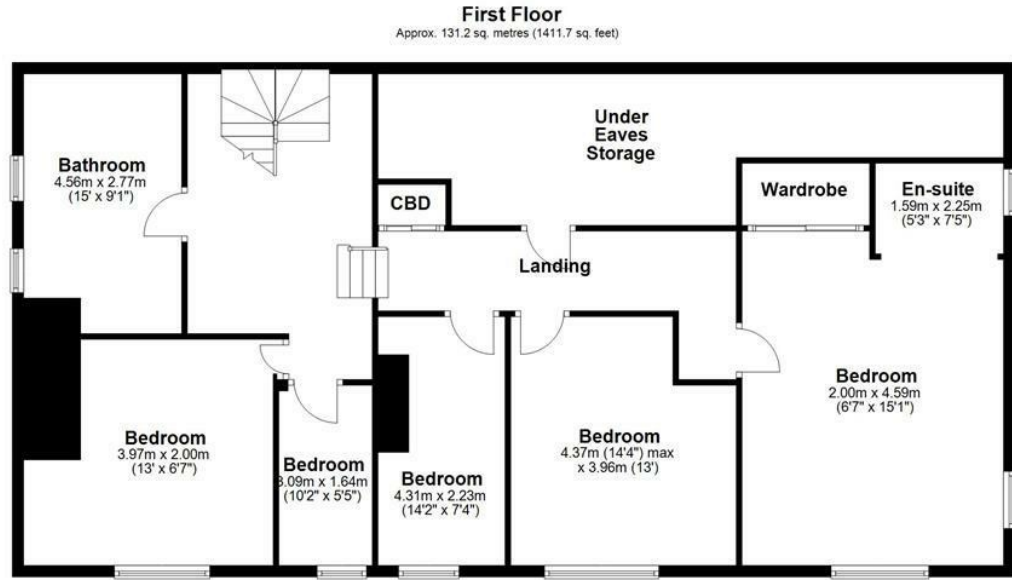 First Floor
Approx. 131.2 sq. metres (1411.7 sq. feet)
Under
Eaves
Storage
Bathroom
4.56m x 2.77m
(15' x 9'1")
CBD
Wardrobe
En-suite
1.59m x 2.25m
(5'3" x 7'5")
Landing
Bedroom
2.00m x 4.59m
(6'7" x 15'1")
Bedroom
3.97m x 2.00m
(13' x 6'7")
Bedroom
3.09m x 1.64m
(10'2" x 5'5")
Bedroom
4.31m x 2.23m
(14'2" x 7'4")
Bedroom
4.37m (14'4") max
x 3.96m (13')